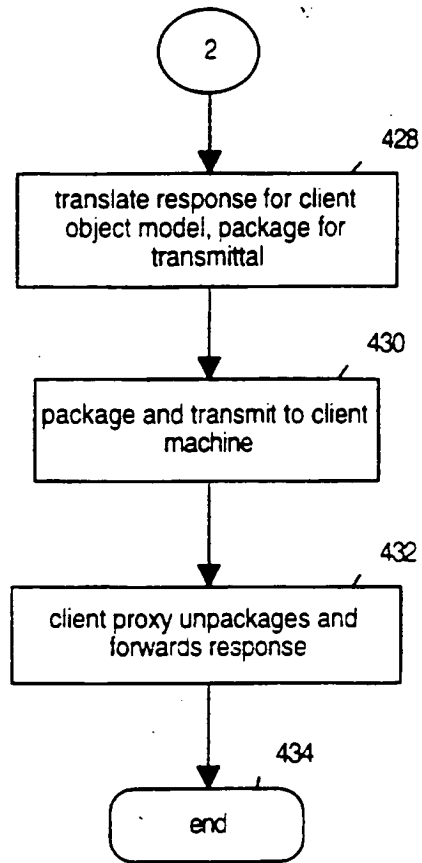 2
428
translate response for client
object model, package for
transmittal
430
package and transmit to client
machine
432
client proxy unpackages and
forwards response
434
end